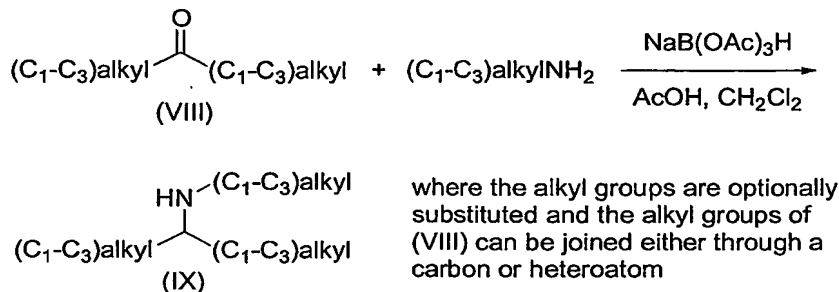 O
(C₁-C₃)alkyl (C₁-C₃)alkyl + (C₁-C₃)alkylNH₂ NaB(OAc)₃H
AcOH, CH₂Cl₂
(VIII)
HN (C₁-C₃)alkyl
(C₁-C₃)alkyl (C₁-C₃)alkyl
(IX)
where the alkyl groups are optionally
substituted and the alkyl groups of
(VIII) can be joined either through a
carbon or heteroatom